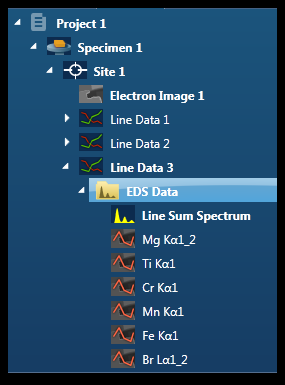 Project 1
Specimen 1
Site 1
Electron Image 1
Line Data 1
Line Data 2
Line Data 3
EDS Data
Line Sum Spectrum
Mg Kα1_2
Ti Kα1
Cr Kα1
Mn Kα1
Fe Kα1
Br Lα1_2